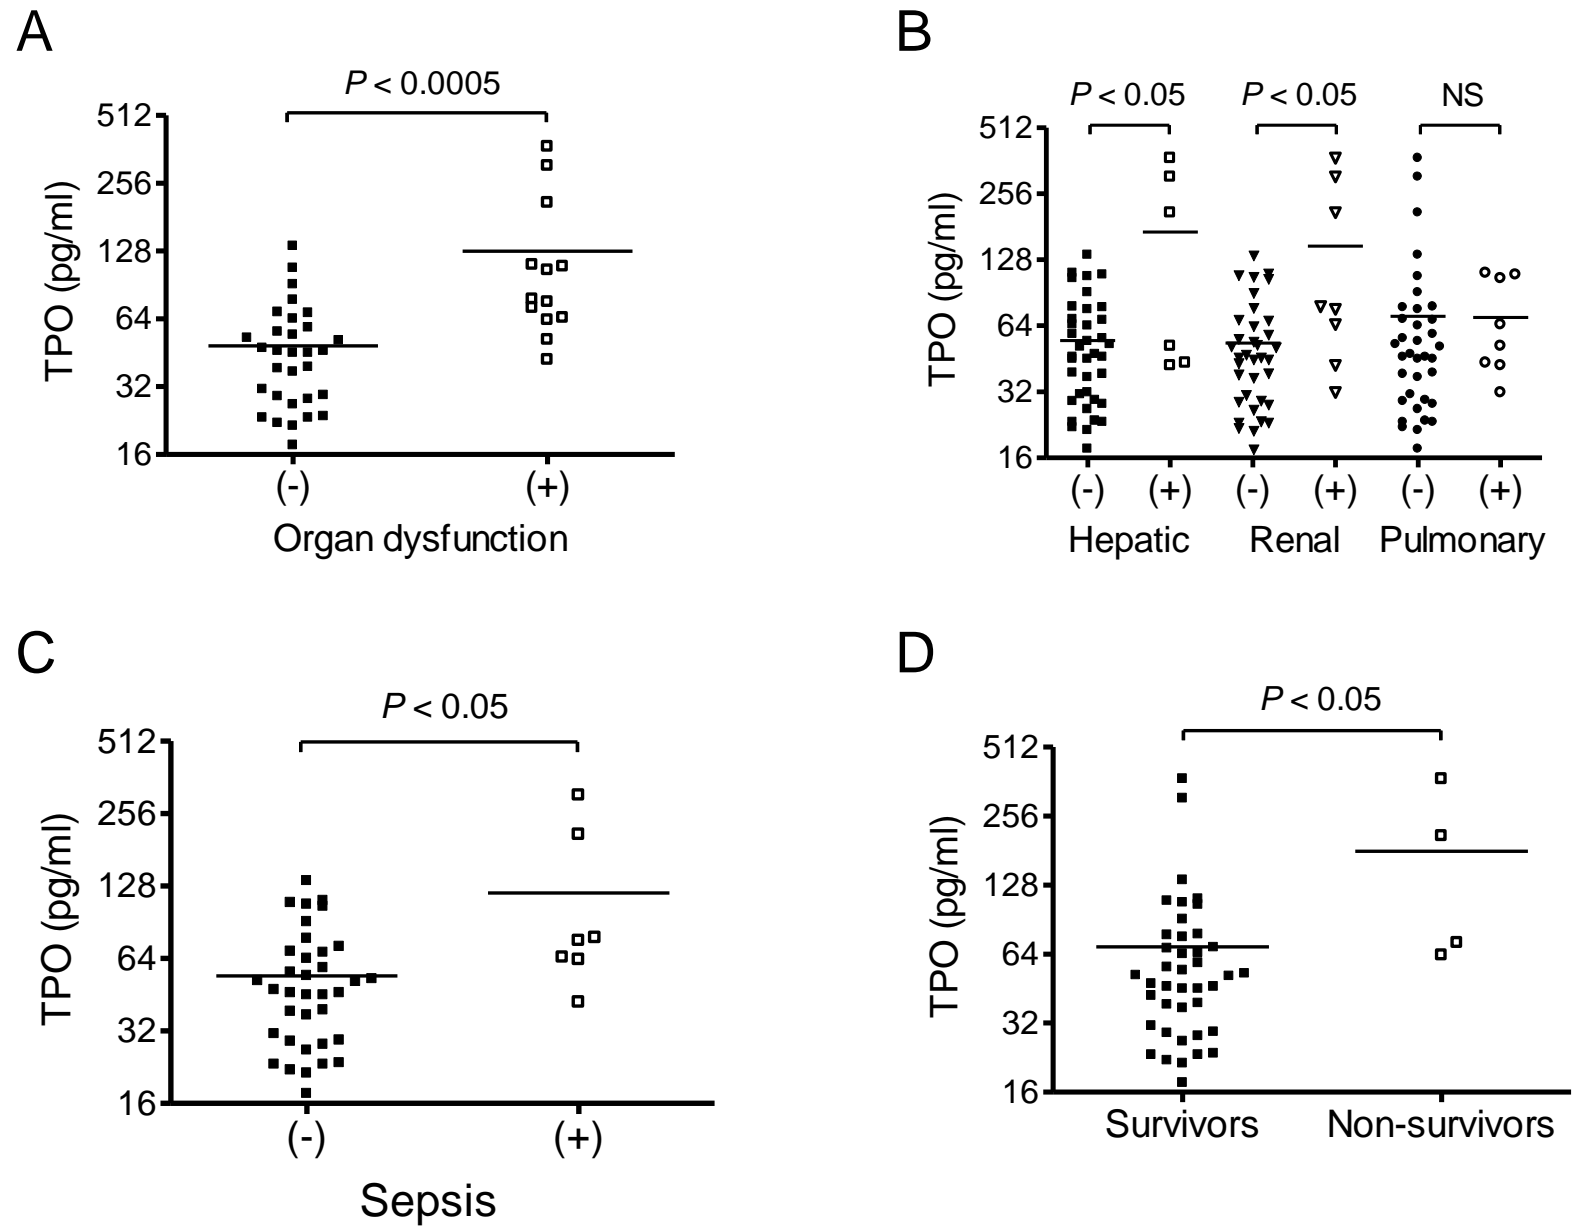 A
P < 0.0005
512
256
128
64
32
16
TPO (pg/ml)
(-) (+)
Organ dysfunction
B
P < 0.05 P < 0.05 NS
512
256
128
64
32
16
TPO (pg/ml)
(-) (+) (-) (+) (-) (+)
Hepatic Renal Pulmonary
C
P < 0.05
512
256
128
64
32
16
TPO (pg/ml)
(-) (+)
Sepsis
D
P < 0.05
512
256
128
64
32
16
TPO (pg/ml)
Survivors Non-survivors